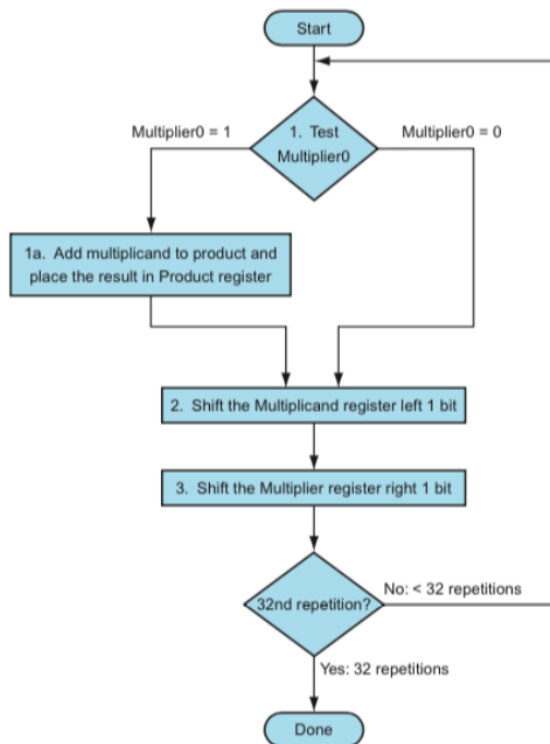 Start
Multiplier0 = 1
1. Test
Multiplier0
Multiplier0 = 0
1a. Add multiplicand to product and
place the result in Product register
2. Shift the Multiplicand register left 1 bit
3. Shift the Multiplier register right 1 bit
32nd repetition?
No: < 32 repetitions
Yes: 32 repetitions
Done